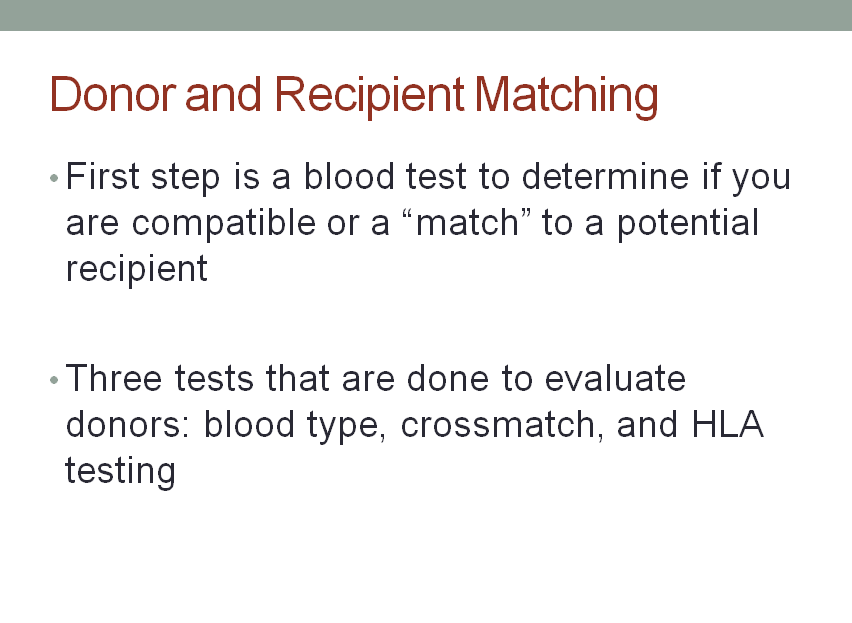 Donor and Recipient Matching
• First step is a blood test to determine if you
are compatible or a “match” to a potential
recipient
• Three tests that are done to evaluate
donors: blood type, crossmatch, and HLA
testing